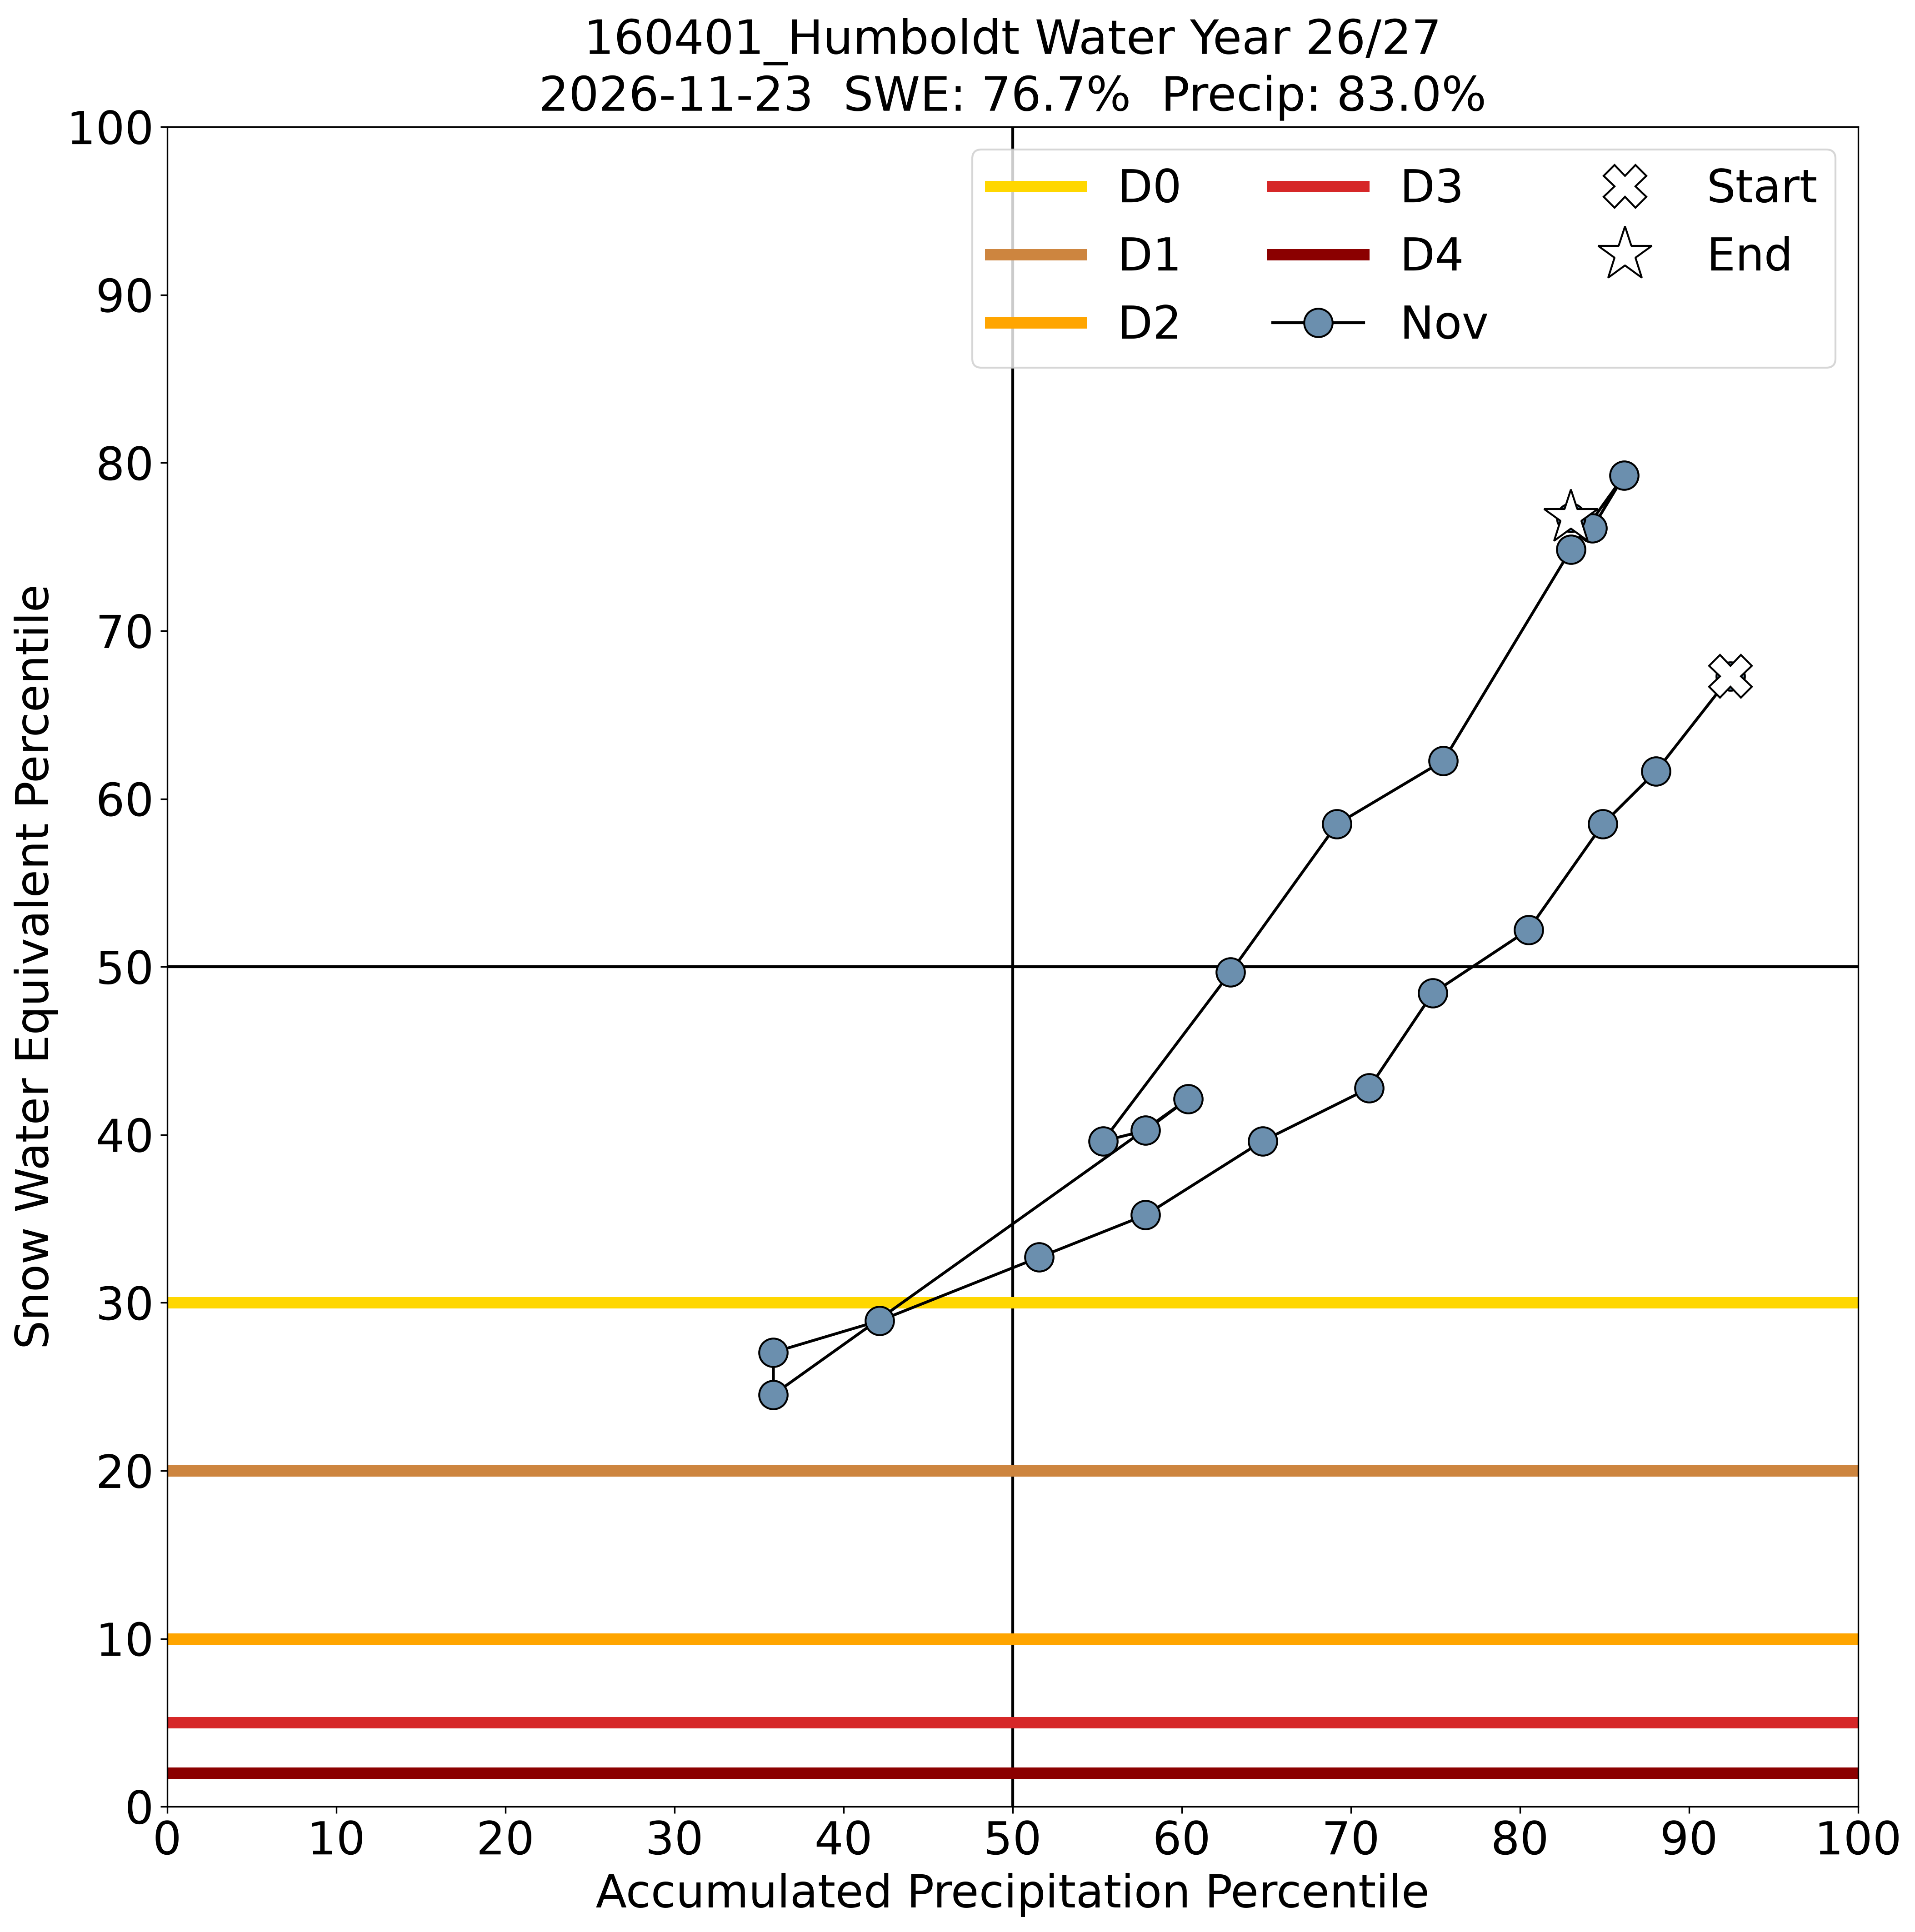 160401_Humboldt Water Year 26/27
2026-11-23  SWE: 76.7%  Precip: 83.0%
D0
D1
D2
D3
D4
Nov
Start
End
Snow Water Equivalent Percentile
100
90
80
70
60
50
40
30
20
10
0
0 10 20 30 40 50 60 70 80 90 100
Accumulated Precipitation Percentile